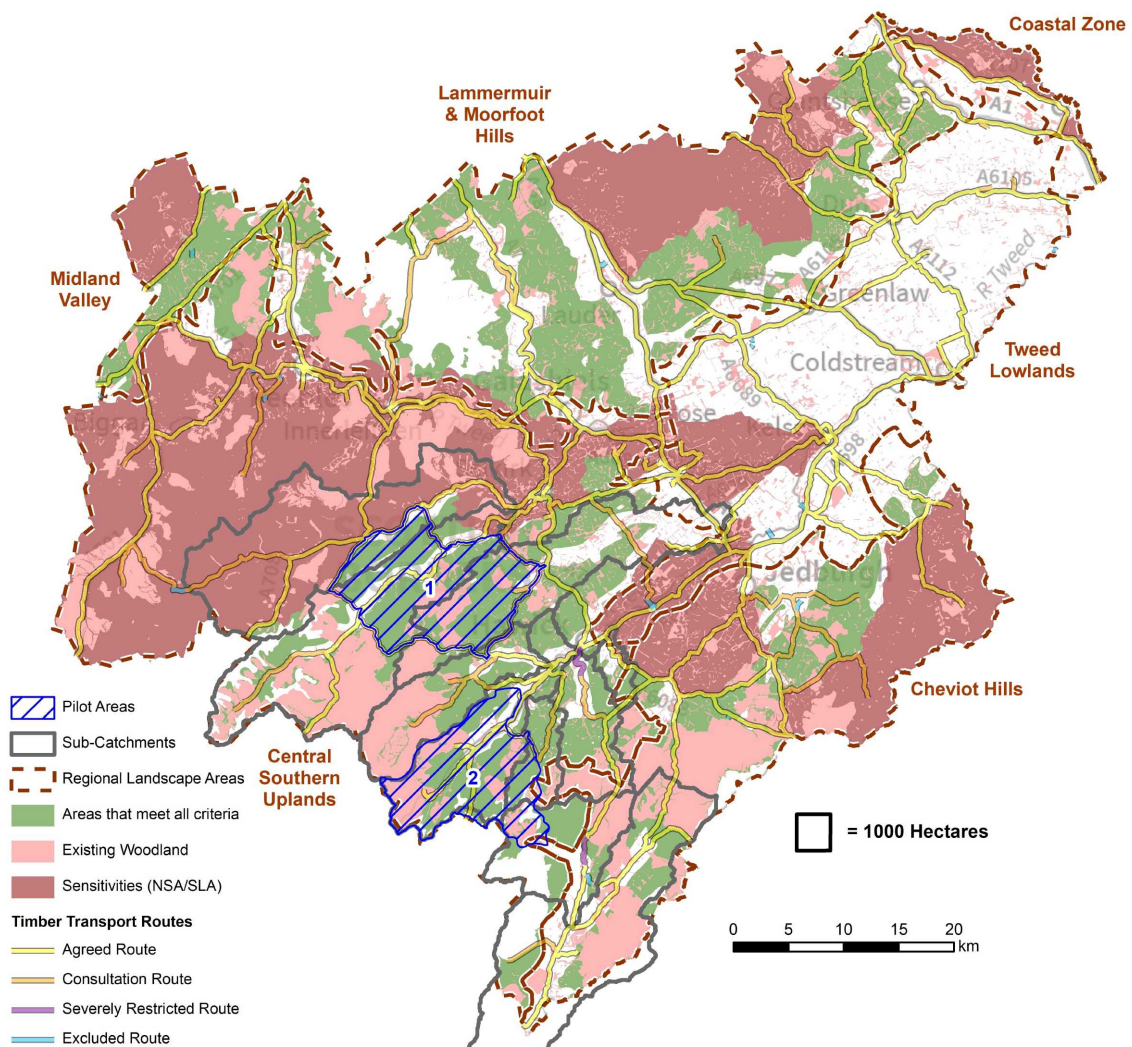 Coastal Zone
Lammermuir
& Moorfoot
Hills
A1
A6105
Midland
Valley
A6112
R Tweed
Greenlaw
Lauder
Coldstream
Tweed
Lowlands
A6089
Innerleithen
A698
Jedburgh
1
Cheviot Hills
Pilot Areas
Sub-Catchments
Regional Landscape Areas
Central
Southern
Uplands
2
Areas that meet all criteria
= 1000 Hectares
Existing Woodland
Sensitivities (NSA/SLA)
Timber Transport Routes
Agreed Route
0 5 10 15 20
km
Consultation Route
Severely Restricted Route
Excluded Route